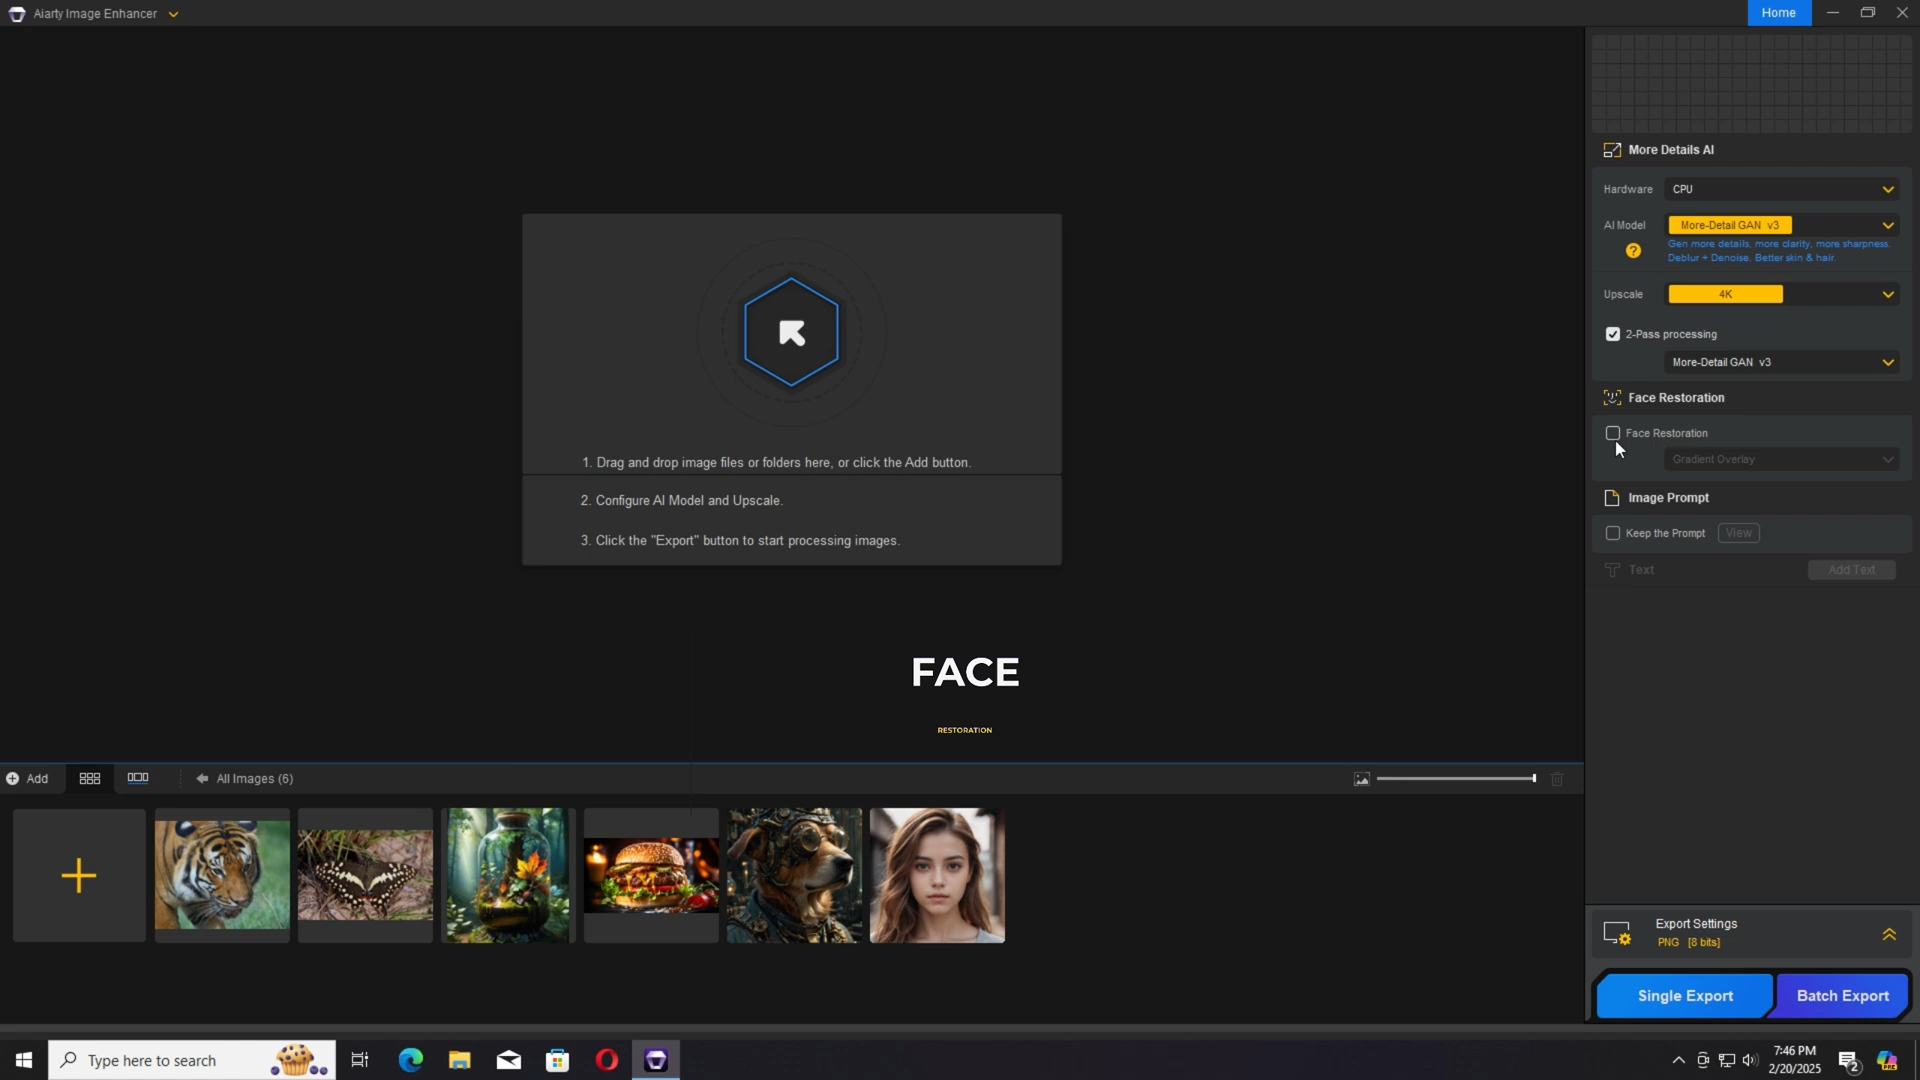 Aiarty Image Enhancer
Home
More Details AI
Hardware CPU
AI Model More-Detail GAN v3
? Gen more details, more clarity, more sharpness.
Deblur + Denoise. Better skin & hair.
Upscale 4K
2-Pass processing
More-Detail GAN v3
Face Restoration
Face Restoration
Gradient Overlay
Image Prompt
Keep the Prompt View
Text Add Text
1. Drag and drop image files or folders here, or click the Add button.
2. Configure AI Model and Upscale.
3. Click the "Export" button to start processing images.
FACE
RESTORATION
Add
All Images (6)
Export Settings
PNG [8 bits]
Single Export Batch Export
Type here to search
7:46 PM
2/20/2025
2
PRE